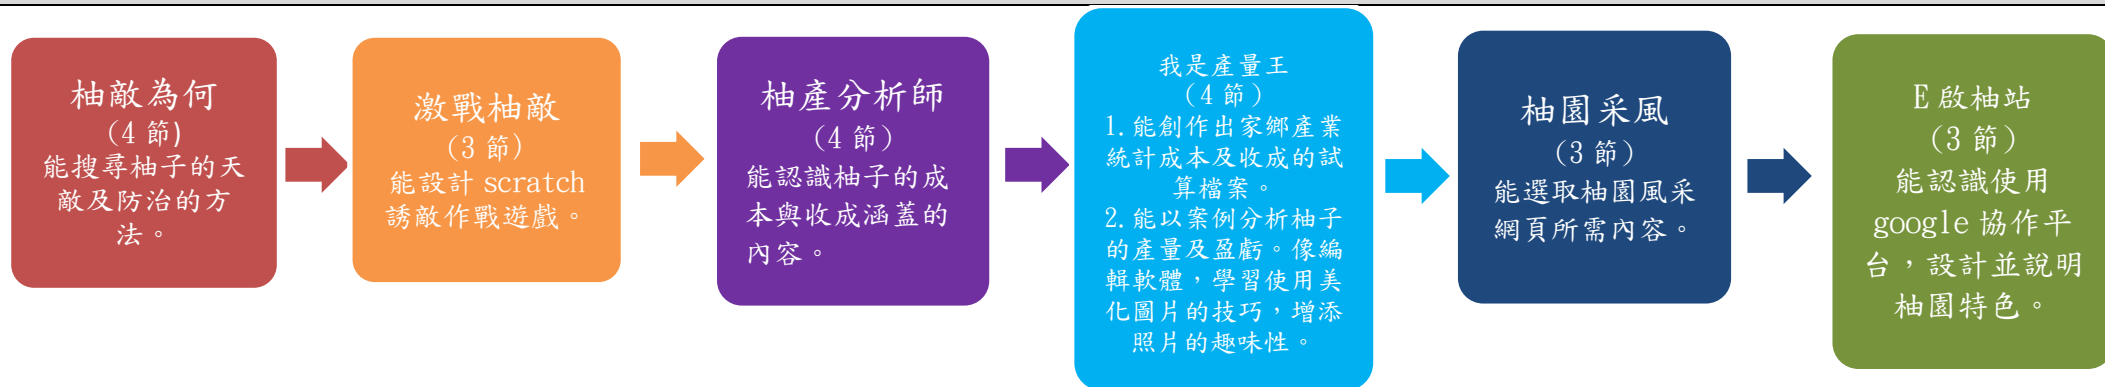 柚敵為何
（4 節)
能搜尋柚子的天
敵及防治的方
法。
激戰柚敵
（3 節）
能設計 scratch
誘敵作戰遊戲。
柚產分析師
（4 節）
能認識柚子的成
本與收成涵蓋的
內容。
我是產量王
（4 節）
1.能創作出家鄉產業
統計成本及收成的試
算檔案。
2.能以案例分析柚子
的產量及盈虧。像編
輯軟體，學習使用美
化圖片的技巧，增添
照片的趣味性。
柚園采風
（3 節）
能選取柚園風采
網頁所需內容。
E 啟柚站
（3 節）
能認識使用
google 協作平
台，設計並說明
柚園特色。